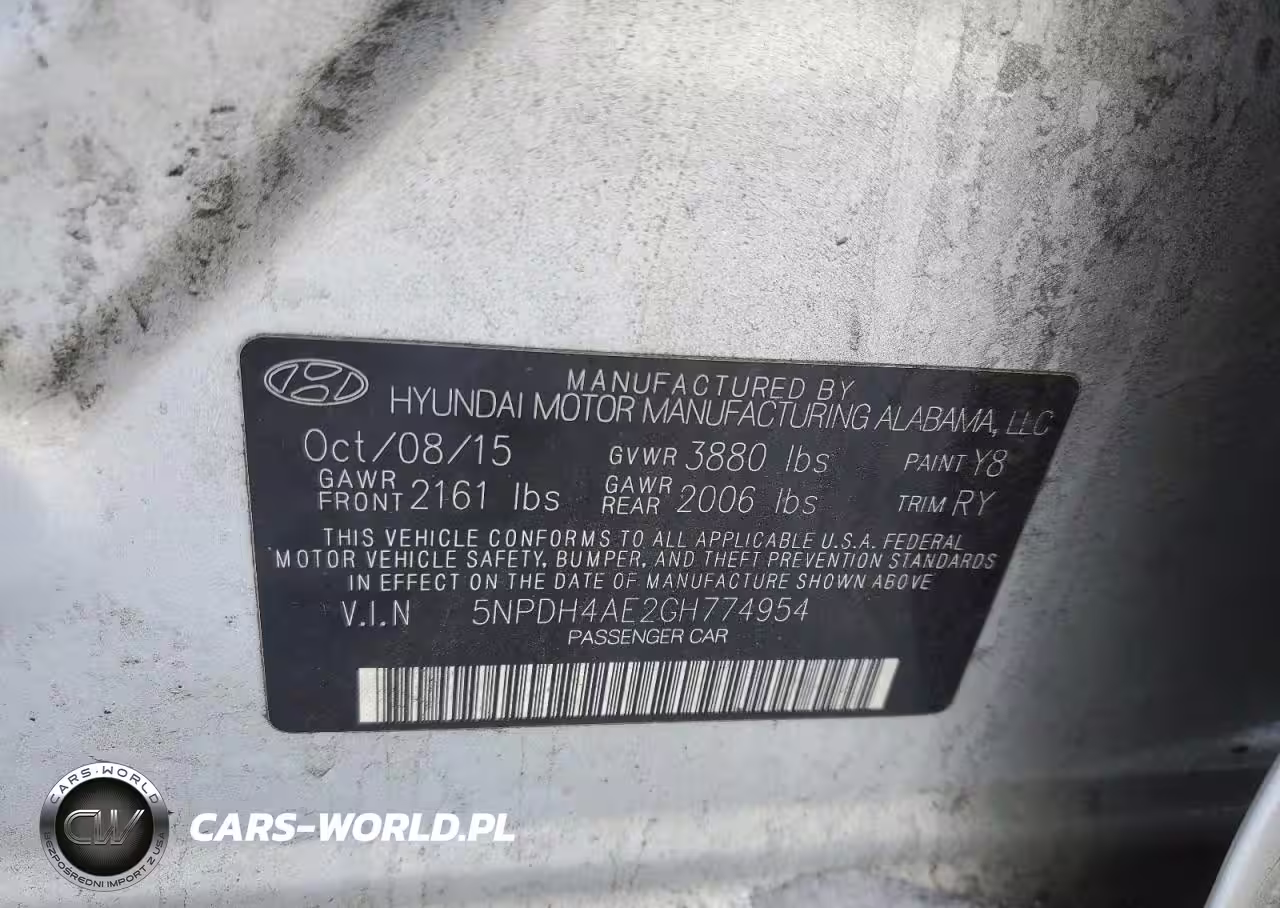 MANUFACTURED BY
HYUNDAI MOTOR MANUFACTURING ALABAMA, LLC
Oct/08/15 GVWR 3880 lbs PAINT Y8
GAWR FRONT 2161 lbs GAWR REAR 2006 lbs TRIM RY
THIS VEHICLE CONFORMS TO ALL APPLICABLE U.S.A. FEDERAL
MOTOR VEHICLE SAFETY, BUMPER, AND THEFT PREVENTION STANDARDS
IN EFFECT ON THE DATE OF MANUFACTURE SHOWN ABOVE
V.I.N 5NPDH4AE2GH774954
PASSENGER CAR
CARS-WORLD
CW
BEZPOŚREDNI IMPORT Z USA
CARS-WORLD.PL